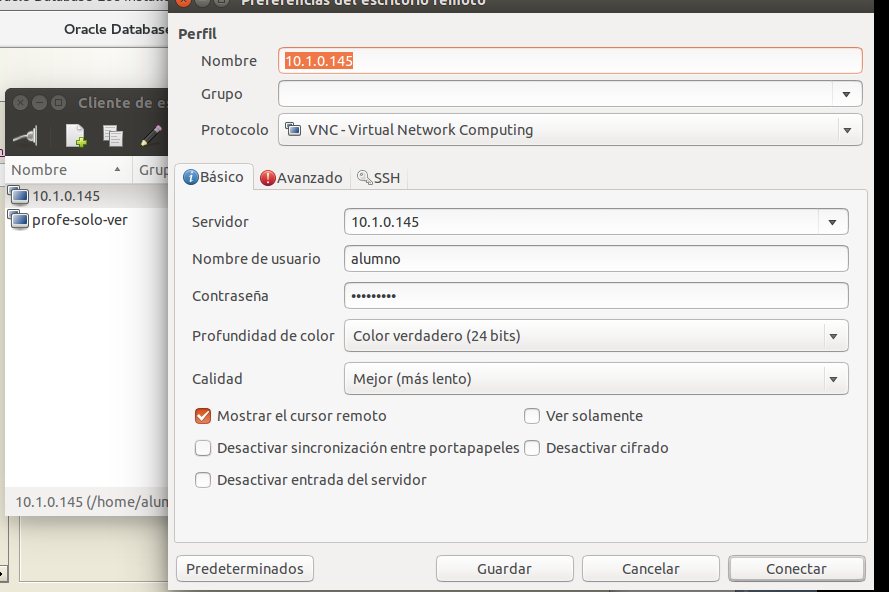 Preferencias del escritorio remoto
Oracle Database
Perfil
Nombre 10.1.0.145
Grupo
Protocolo VNC - Virtual Network Computing
Cliente de
Nombre
10.1.0.145
profe-solo-ver
10.1.0.145 (/home/alum
Básico Avanzado SSH
Servidor 10.1.0.145
Nombre de usuario alumno
Contraseña •••••••••
Profundidad de color Color verdadero (24 bits)
Calidad Mejor (más lento)
Mostrar el cursor remoto Ver solamente
Desactivar sincronización entre portapapeles Desactivar cifrado
Desactivar entrada del servidor
Predeterminados Guardar Cancelar Conectar